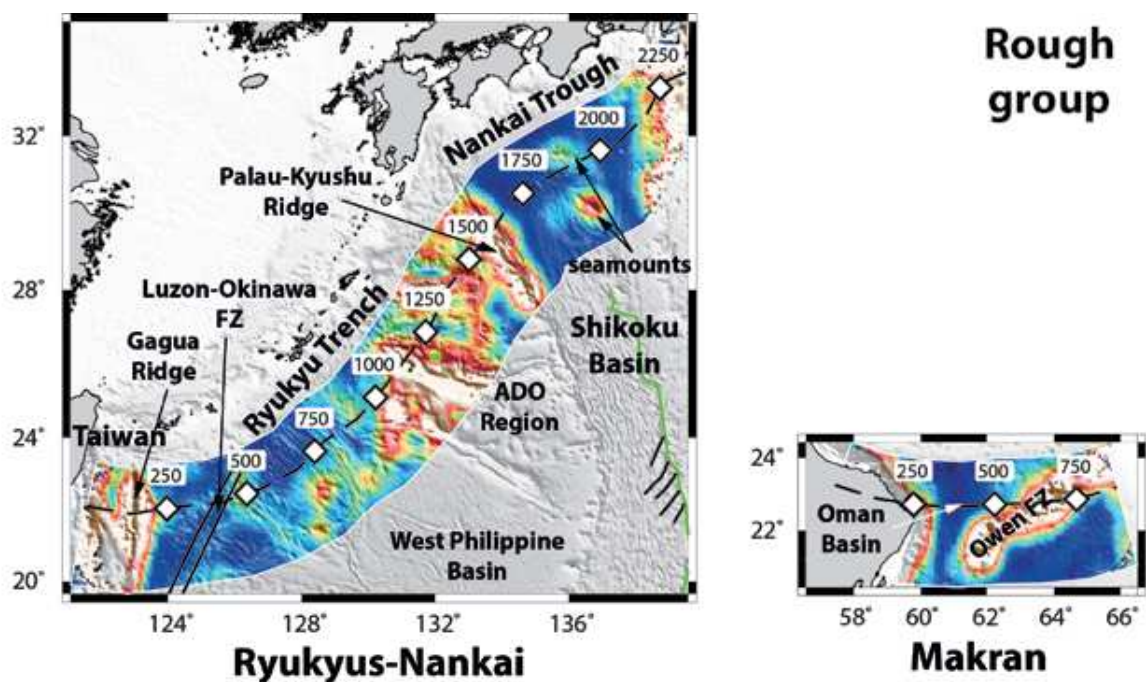 Rough
group
2250
Nankai Trough
2000
32°
1750
Palau-Kyushu
Ridge
1500
seamounts
28°
Luzon-Okinawa
FZ
1250
Ryukyu Trench
Shikoku
Basin
Gagua
Ridge
1000
ADO
Region
750
24°
Taiwan
250
500
West Philippine
Basin
20°
124°
128°
132°
136°
Ryukyus-Nankai
24°
250
500
750
Oman
Basin
Owen FZ
22°
58°
60°
62°
64°
66°
Makran